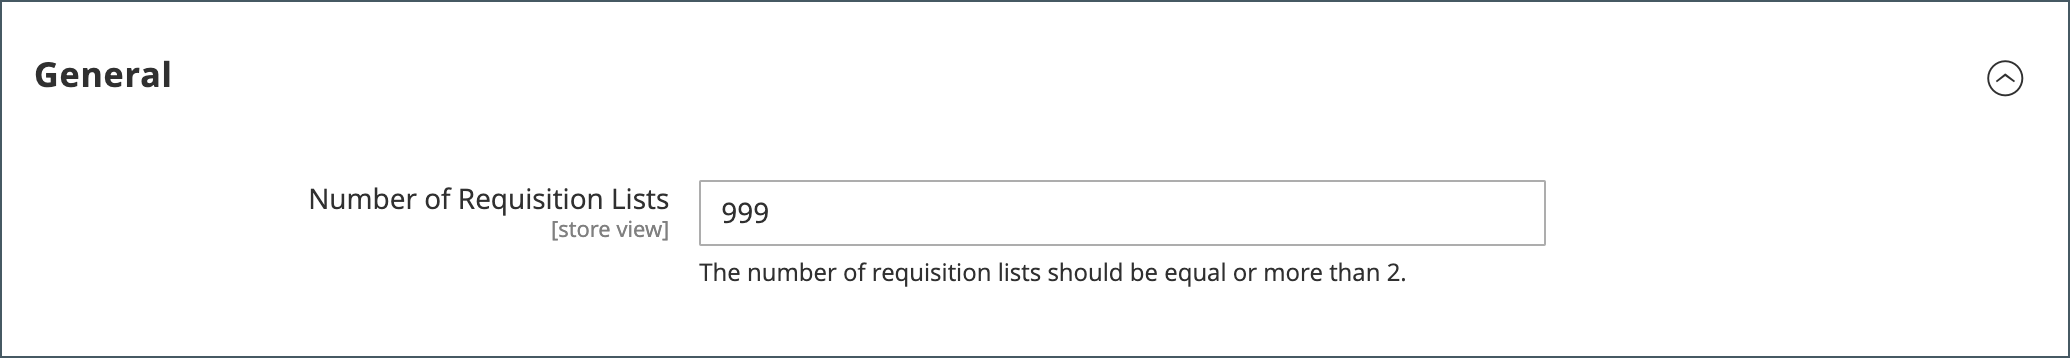 General
Number of Requisition Lists
[store view]
999
The number of requisition lists should be equal or more than 2.